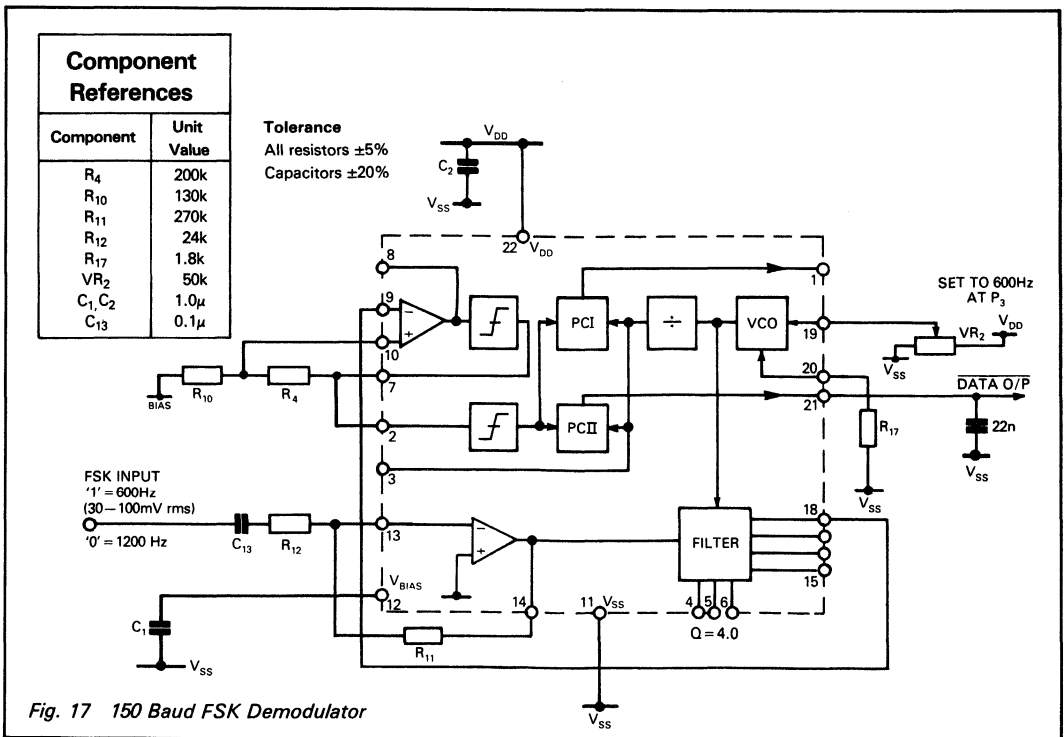 Component
References
Component Unit Value
R4 200k
R10 130k
R11 270k
R12 24k
R17 1.8k
VR2 50k
C1,C2 1.0µ
C13 0.1µ
Tolerance
All resistors ±5%
Capacitors ±20%
VDD
C2
VSS
22 VDD
8
9
10
7
2
3
13
12
14
11
4
5
6
1
19
20
21
18
15
−
+
PCI
÷
VCO
PCII
SET TO 600Hz
AT P3
VR2
VDD
VSS
DATA O/P
22n
VSS
R17
VSS
BIAS
R10
R4
FSK INPUT
'1' = 600Hz
(30−100mV rms)
'0' = 1200 Hz
C13
R12
−
+
FILTER
VBIAS
VSS
Q = 4.0
C1
VSS
R11
VSS
Fig. 17 150 Baud FSK Demodulator